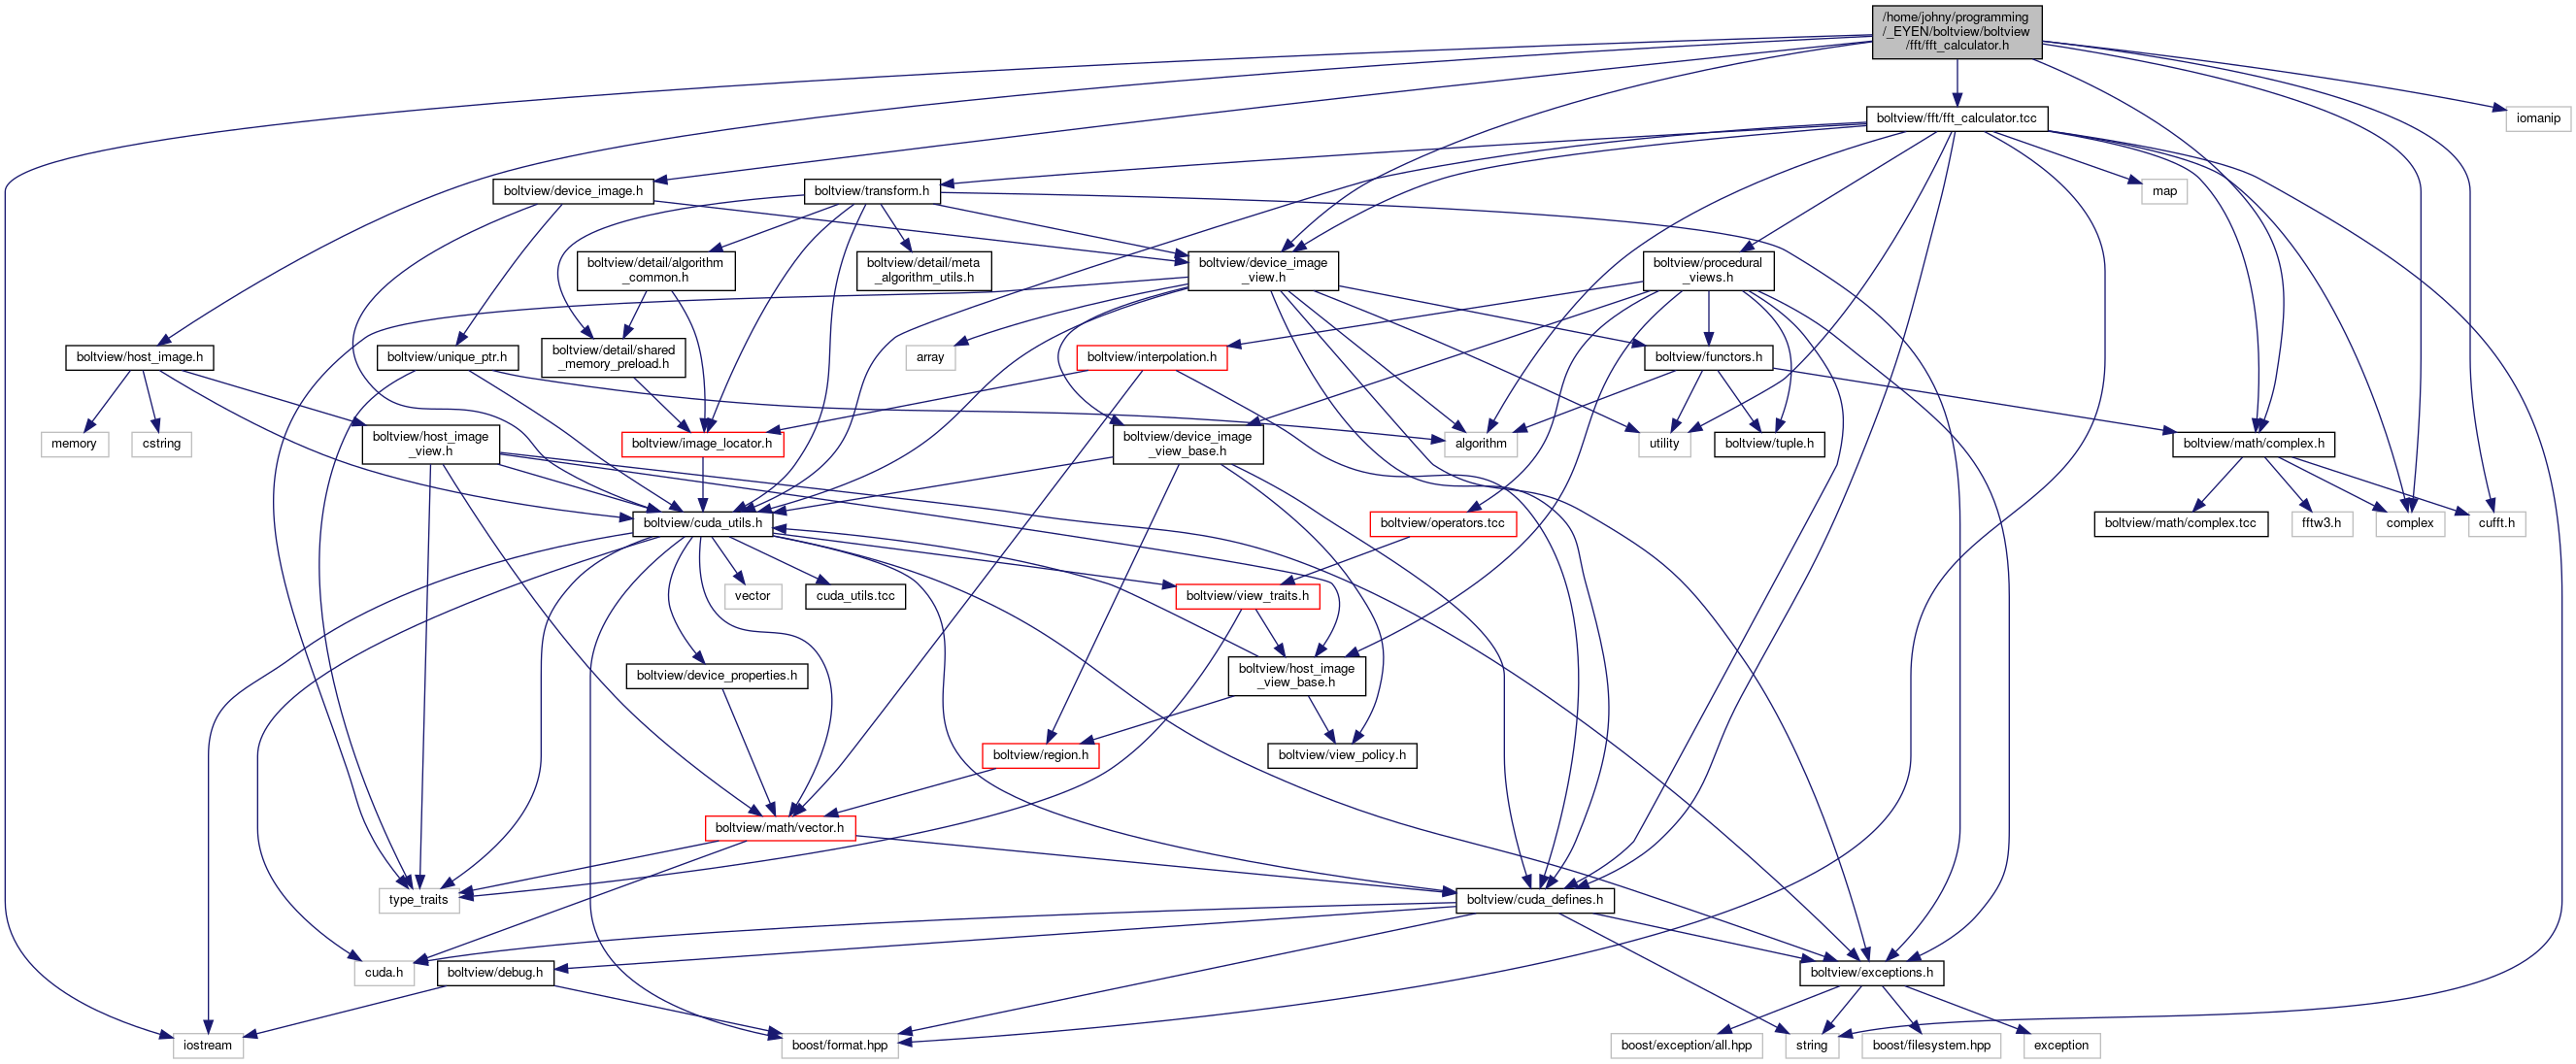 /home/johny/programming
/_EYEN/boltview/boltview
/fft/fft_calculator.h
boltview/fft/fft_calculator.tcc
iomanip
boltview/device_image.h
boltview/transform.h
map
boltview/detail/algorithm
_common.h
boltview/detail/meta
_algorithm_utils.h
boltview/device_image
_view.h
boltview/procedural
_views.h
boltview/host_image.h
boltview/unique_ptr.h
boltview/detail/shared
_memory_preload.h
array
boltview/interpolation.h
boltview/functors.h
memory
cstring
boltview/host_image
_view.h
boltview/image_locator.h
boltview/device_image
_view_base.h
algorithm
utility
boltview/tuple.h
boltview/math/complex.h
boltview/cuda_utils.h
boltview/operators.tcc
boltview/math/complex.tcc
fftw3.h
complex
cufft.h
vector
cuda_utils.tcc
boltview/view_traits.h
boltview/device_properties.h
boltview/host_image
_view_base.h
boltview/region.h
boltview/view_policy.h
boltview/math/vector.h
type_traits
boltview/cuda_defines.h
cuda.h
boltview/debug.h
boltview/exceptions.h
iostream
boost/format.hpp
boost/exception/all.hpp
string
boost/filesystem.hpp
exception